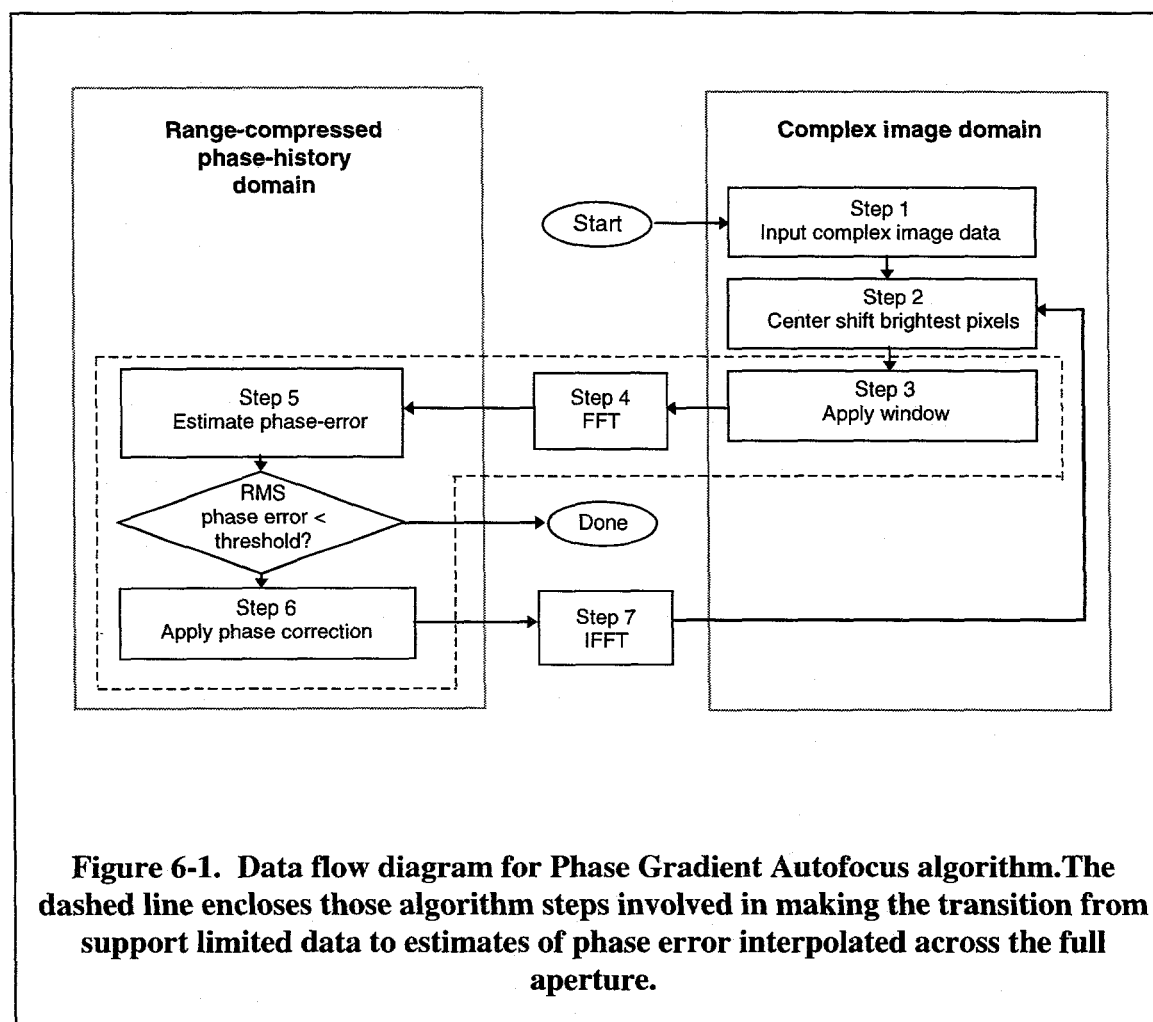 Range-compressed
phase-history
domain
Complex image domain
Start
Step 1
Input complex image data
Step 2
Center shift brightest pixels
Step 3
Apply window
Step 4
FFT
Step 5
Estimate phase-error
RMS
phase error <
threshold?
Done
Step 6
Apply phase correction
Step 7
IFFT
Figure 6-1. Data flow diagram for Phase Gradient Autofocus algorithm.The
dashed line encloses those algorithm steps involved in making the transition from
support limited data to estimates of phase error interpolated across the full
aperture.